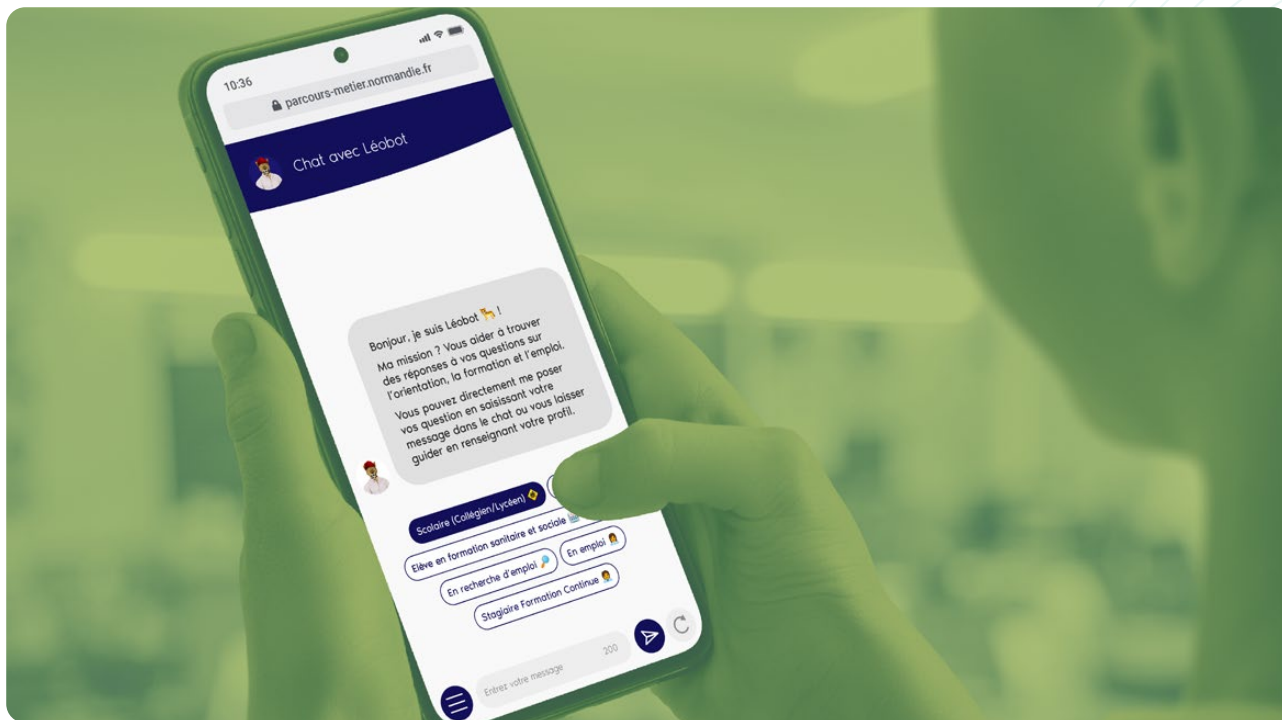 10:36
parcours-metier.normandie.fr
Chat avec Léobot
Bonjour, je suis Léobot 🐆 !
Ma mission ? Vous aider à trouver
des réponses à vos questions sur
l'orientation, la formation et l'emploi.
Vous pouvez directement me poser
vos question en saisissant votre
message dans le chat ou vous laisser
guider en renseignant votre profil.
Scolaire (Collégien/Lycéen)
Elève en formation sanitaire et sociale
En recherche d'emploi 🔎 En emploi
Stagiaire Formation Continue
Entrez votre message 200